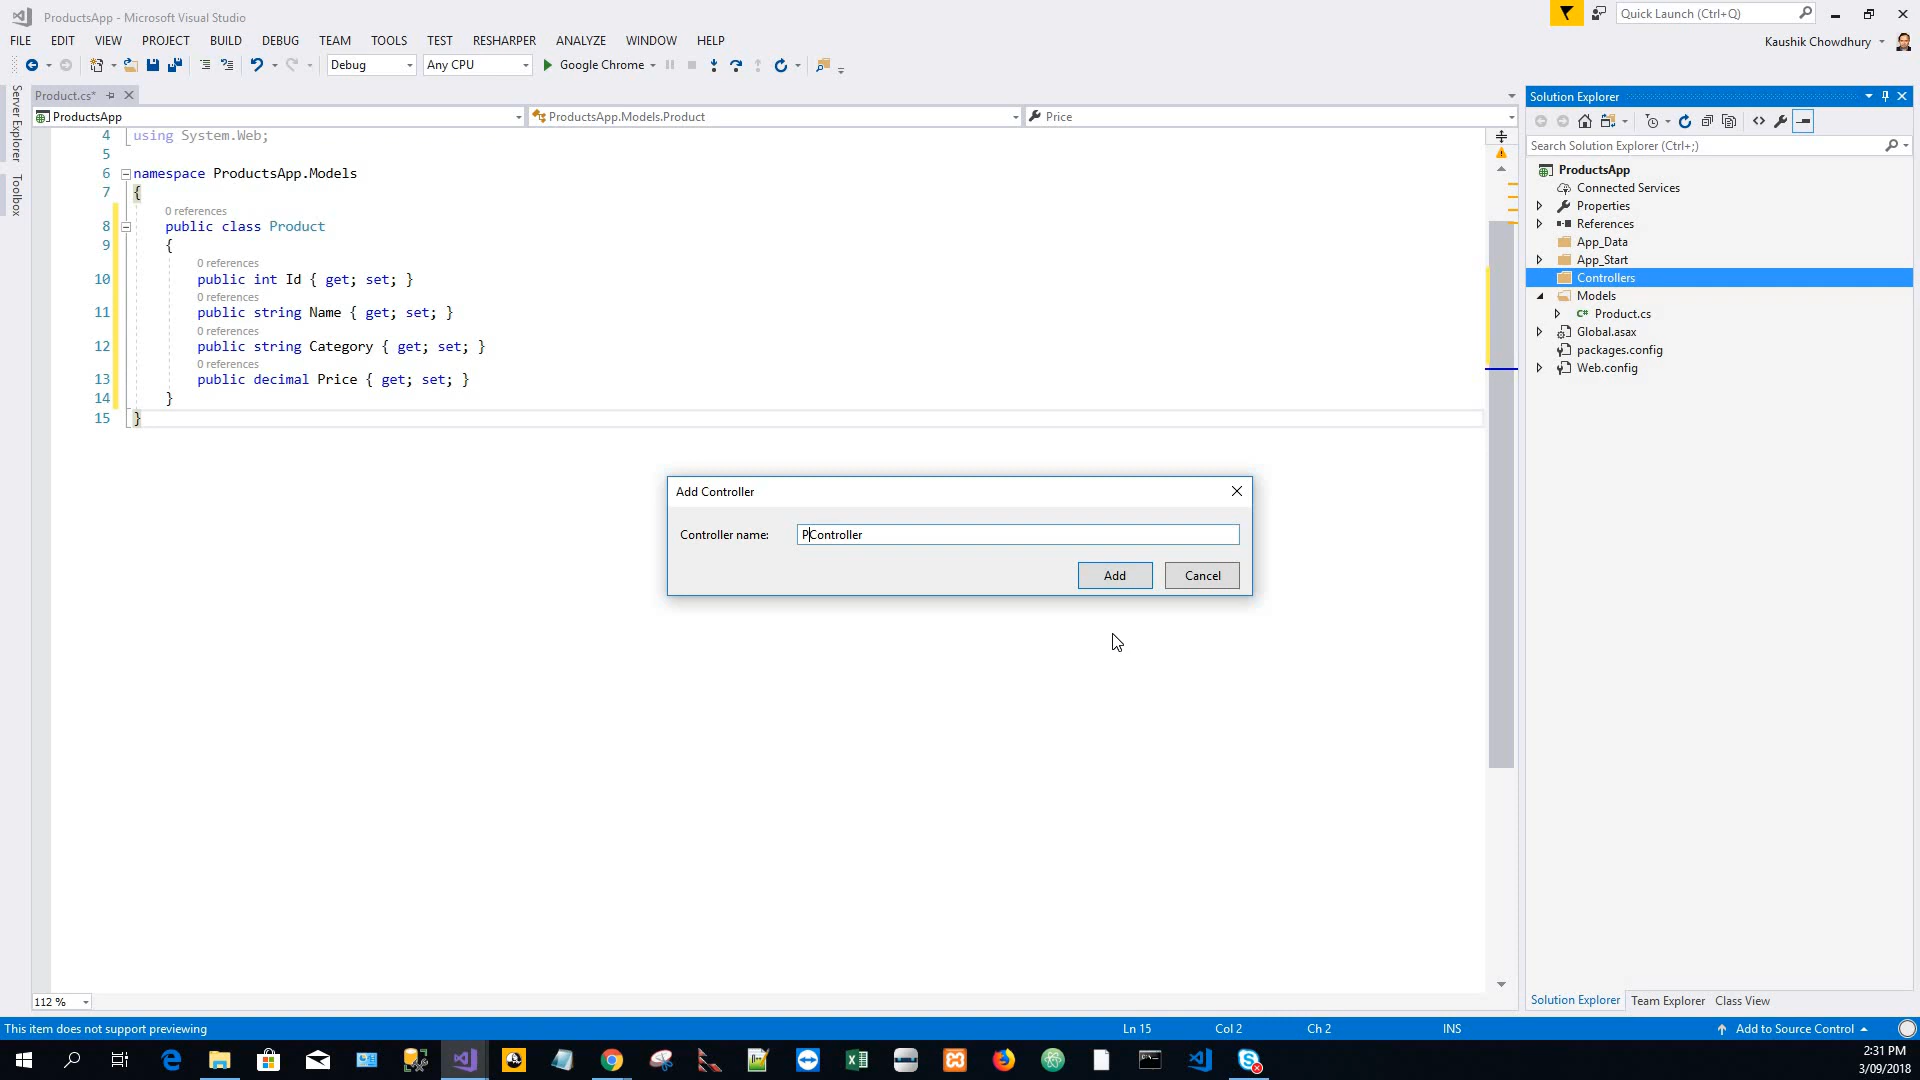 ProductsApp - Microsoft Visual Studio
Quick Launch (Ctrl+Q)
FILE EDIT VIEW PROJECT BUILD DEBUG TEAM TOOLS TEST RESHARPER ANALYZE WINDOW HELP
Kaushik Chowdhury
Debug Any CPU Google Chrome
Server Explorer
Toolbox
Product.cs*
ProductsApp ProductsApp.Models.Product Price
4 using System.Web;
5
6 namespace ProductsApp.Models
7 {
0 references
8 public class Product
9 {
0 references
10 public int Id { get; set; }
0 references
11 public string Name { get; set; }
0 references
12 public string Category { get; set; }
0 references
13 public decimal Price { get; set; }
14 }
15 }
Add Controller
Controller name: PController
Add Cancel
112 %
Solution Explorer
Search Solution Explorer (Ctrl+;)
ProductsApp
Connected Services
Properties
References
App_Data
App_Start
Controllers
Models
C# Product.cs
Global.asax
packages.config
Web.config
Solution Explorer Team Explorer Class View
This item does not support previewing Ln 15 Col 2 Ch 2 INS Add to Source Control
2:31 PM
3/09/2018